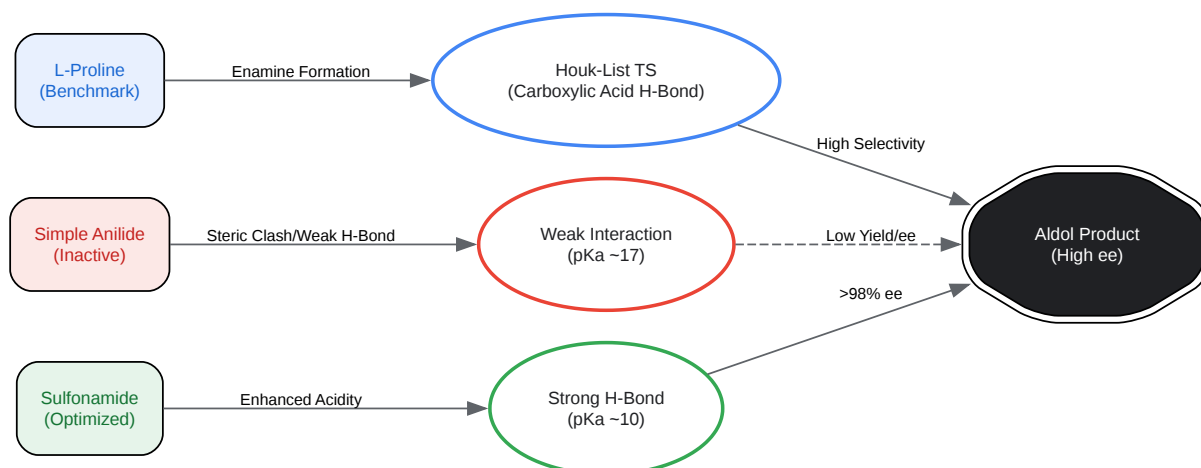 L-Proline
(Benchmark)
Enamine Formation
Houk-List TS
(Carboxylic Acid H-Bond)
High Selectivity
Simple Anilide
(Inactive)
Steric Clash/Weak H-Bond
Weak Interaction
(pKa ~17)
Low Yield/ee
Aldol Product
(High ee)
>98% ee
Sulfonamide
(Optimized)
Enhanced Acidity
Strong H-Bond
(pKa ~10)